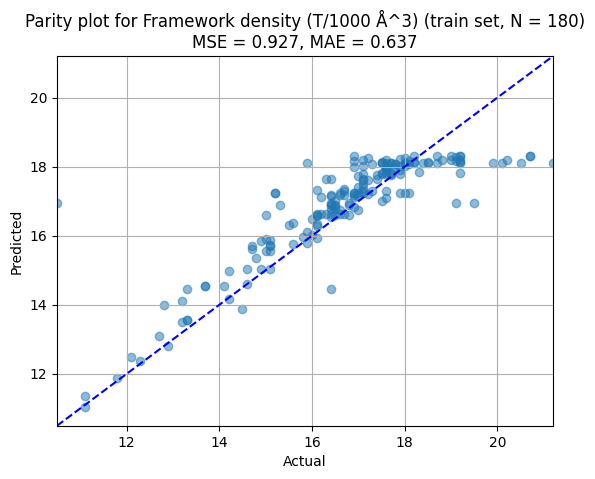 Parity plot for Framework density (T/1000 Å^3) (train set, N = 180)
MSE = 0.927, MAE = 0.637
20
18
16
14
12
Predicted
12 14 16 18 20
Actual